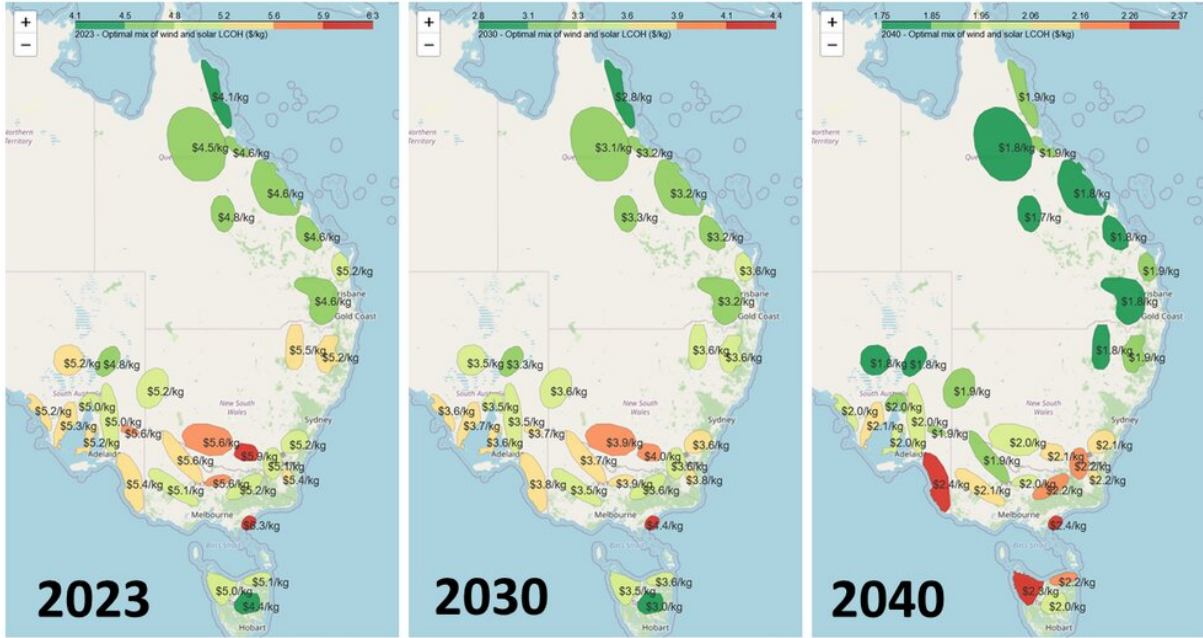 +
−
4.1 4.5 4.8 5.2 5.6 5.9 6.3
2023 - Optimal mix of wind and solar LCOH ($/kg)
Northern
Territory
$4.1/kg
$4.5/kg
$4.6/kg
$4.6/kg
$4.8/kg
$4.6/kg
$5.2/kg
$4.6/kg
Gold Coast
$5.5/kg
$5.2/kg
$5.2/kg
$4.8/kg
$5.2/kg
New South
Wales
Sydney
$5.2/kg
$5.3/kg
$5.0/kg
$5.0/kg
$5.6/kg
$5.2/kg
$5.6/kg
$5.9/kg
$5.2/kg
$5.6/kg
$5.1/kg
$5.4/kg
$5.4/kg
$5.1/kg
$5.6/kg
$5.2/kg
Melbourne
$6.3/kg
$5.1/kg
$5.0/kg
$4.4/kg
Hobart
2023
+
−
2.8 3.1 3.3 3.6 3.9 4.1 4.4
2030 - Optimal mix of wind and solar LCOH ($/kg)
Northern
Territory
$2.8/kg
$3.1/kg
$3.2/kg
$3.2/kg
$3.3/kg
$3.2/kg
$3.6/kg
$3.2/kg
Gold Coast
$3.6/kg
$3.6/kg
$3.5/kg
$3.3/kg
$3.6/kg
New South
Wales
Sydney
$3.6/kg
$3.7/kg
$3.5/kg
$3.5/kg
$3.7/kg
$3.6/kg
$3.9/kg
$4.0/kg
$3.6/kg
$3.7/kg
$3.6/kg
$3.8/kg
$3.8/kg
$3.5/kg
$3.9/kg
$3.6/kg
Melbourne
$4.4/kg
$3.6/kg
$3.5/kg
$3.0/kg
Hobart
2030
+
−
1.75 1.85 1.95 2.06 2.16 2.26 2.37
2040 - Optimal mix of wind and solar LCOH ($/kg)
Northern
Territory
$1.9/kg
$1.8/kg
$1.9/kg
$1.8/kg
$1.7/kg
$1.8/kg
$1.9/kg
$1.8/kg
Gold Coast
$1.8/kg
$1.9/kg
$1.8/kg
$1.8/kg
$1.9/kg
New South
Wales
Sydney
$2.0/kg
$2.1/kg
$2.0/kg
$2.0/kg
$1.9/kg
$2.0/kg
$2.0/kg
$2.1/kg
$2.1/kg
$1.9/kg
$2.2/kg
$2.2/kg
$2.4/kg
$2.1/kg
$2.0/kg
$2.2/kg
Melbourne
$2.4/kg
$2.2/kg
$2.3/kg
$2.0/kg
Hobart
2040